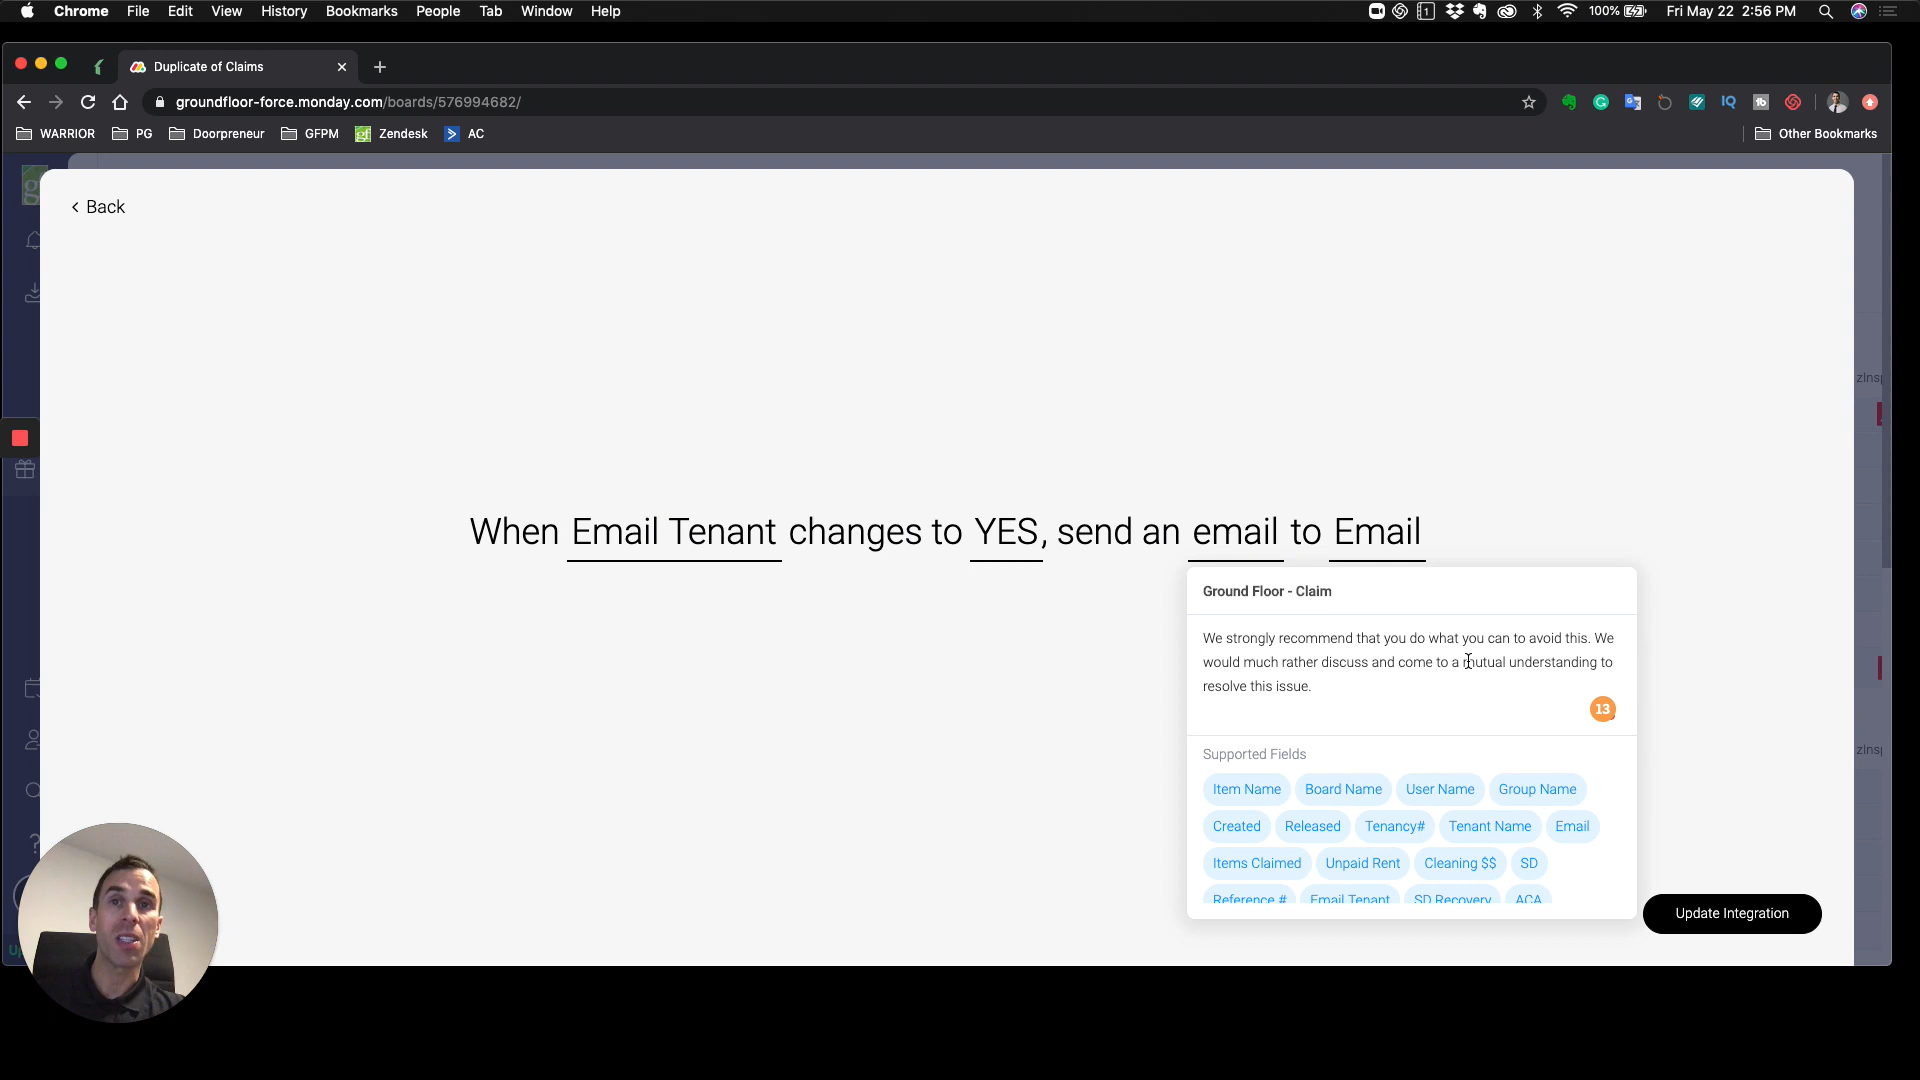 Chrome File Edit View History Bookmarks People Tab Window Help
1 100% Fri May 22 2:56 PM
Duplicate of Claims
groundfloor-force.monday.com/boards/576994682/
IQ tb
WARRIOR PG Doorpreneur GFPM gf Zendesk AC Other Bookmarks
g
< Back
When Email Tenant changes to YES, send an email to Email
Ground Floor - Claim
We strongly recommend that you do what you can to avoid this. We
would much rather discuss and come to a mutual understanding to
resolve this issue.
13
Supported Fields
Item Name Board Name User Name Group Name
Created Released Tenancy# Tenant Name Email
Items Claimed Unpaid Rent Cleaning $$ SD
Reference # Email Tenant SD Recovery ACA
Update Integration